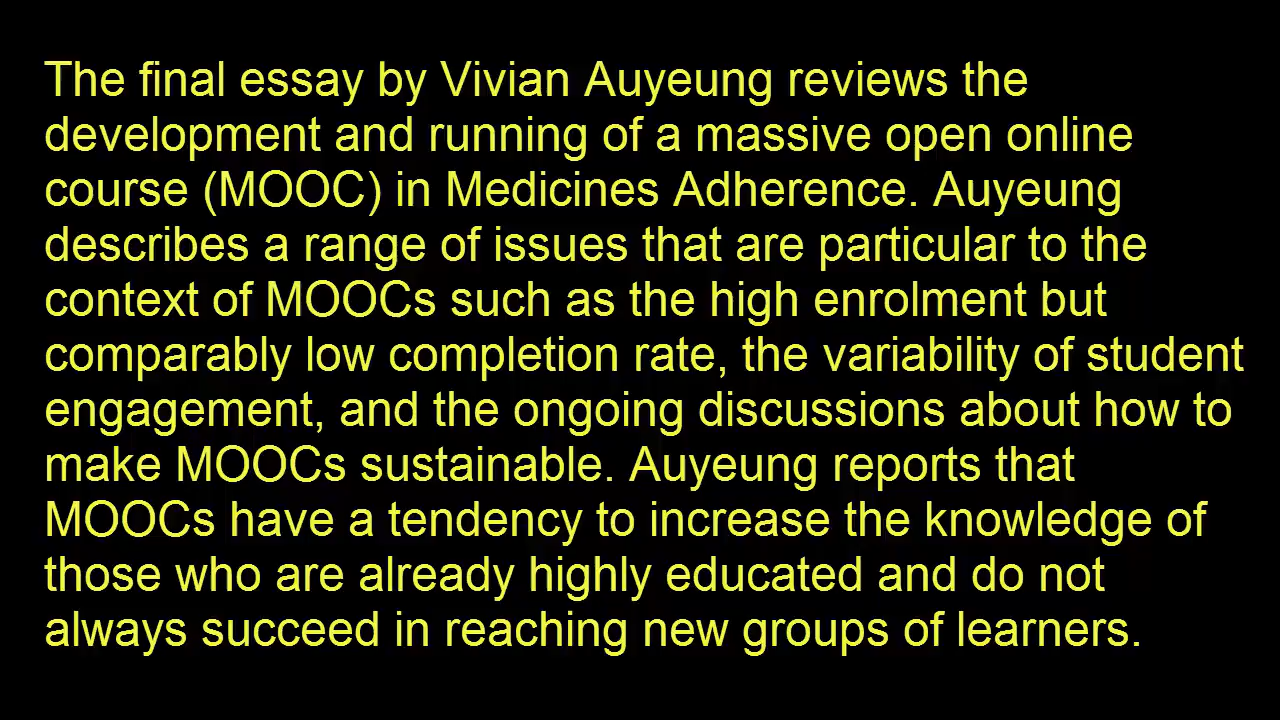 The final essay by Vivian Auyeung reviews the
development and running of a massive open online
course (MOOC) in Medicines Adherence. Auyeung
describes a range of issues that are particular to the
context of MOOCs such as the high enrolment but
comparably low completion rate, the variability of student
engagement, and the ongoing discussions about how to
make MOOCs sustainable. Auyeung reports that
MOOCs have a tendency to increase the knowledge of
those who are already highly educated and do not
always succeed in reaching new groups of learners.